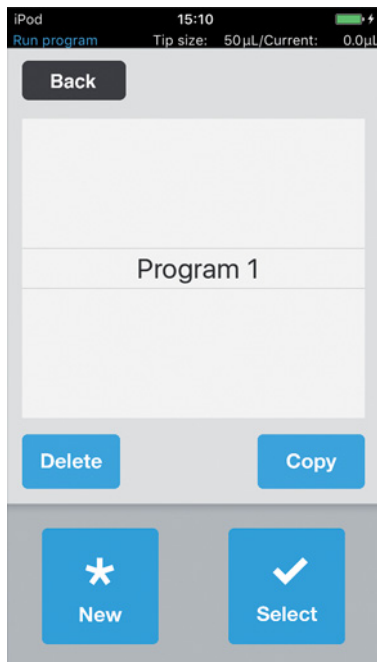 iPod 15:10
Run program Tip size: 50µL/Current: 0.0µL
Back
Program 1
Delete Copy
New Select